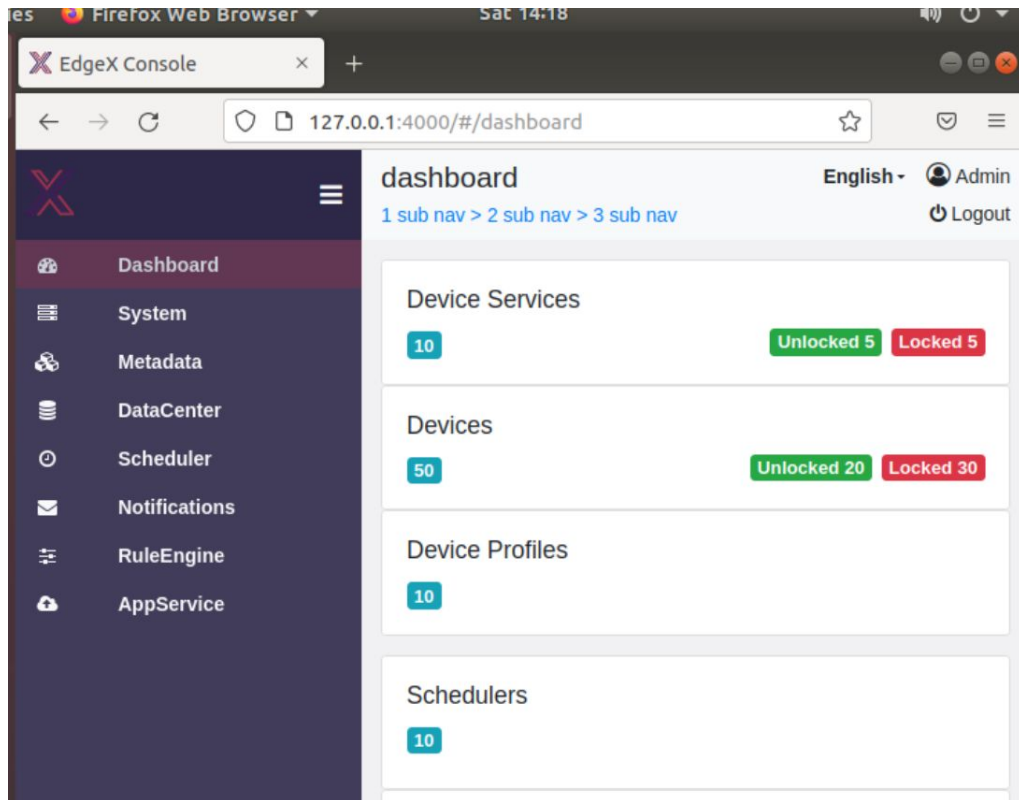 ies Firefox Web Browser Sat 14:18
EdgeX Console × +
127.0.0.1:4000/#/dashboard
dashboard English Admin
1 sub nav > 2 sub nav > 3 sub nav Logout
Dashboard
System
Metadata
DataCenter
Scheduler
Notifications
RuleEngine
AppService
Device Services
10 Unlocked 5 Locked 5
Devices
50 Unlocked 20 Locked 30
Device Profiles
10
Schedulers
10